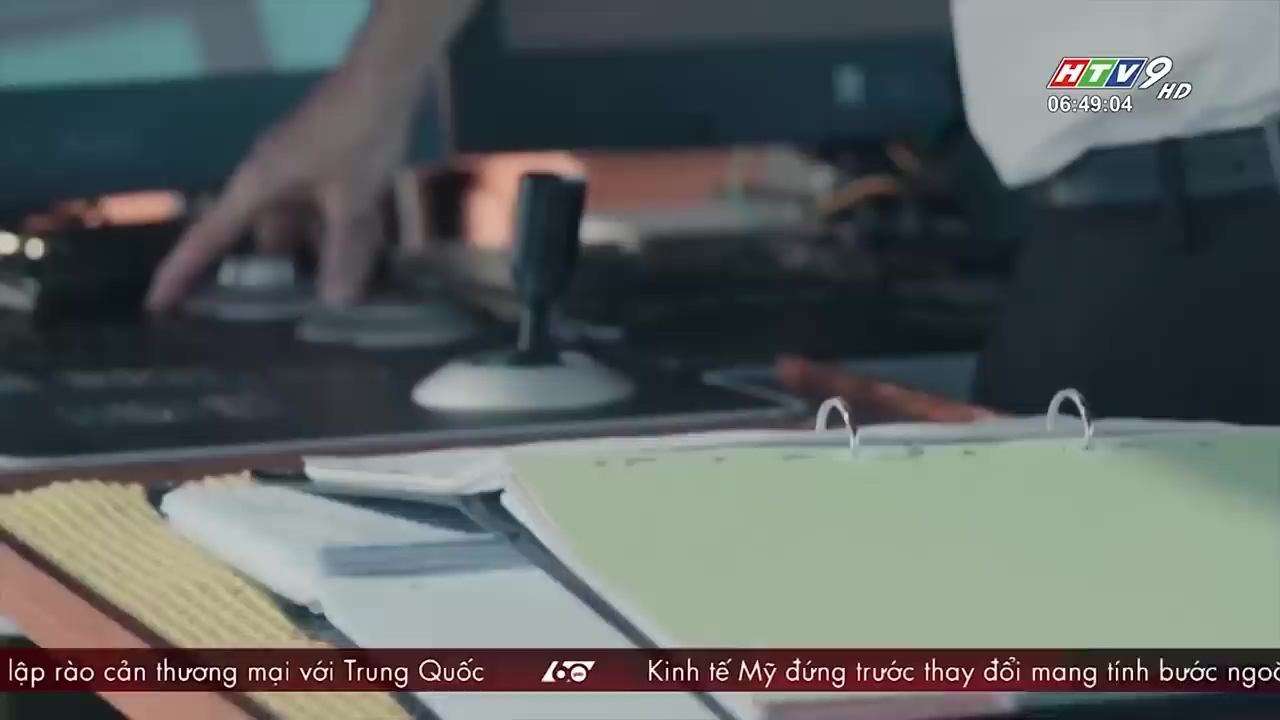 HTV9 HD
06:49:04
lập rào cản thương mại với Trung Quốc 60 Kinh tế Mỹ đứng trước thay đổi mang tính bước